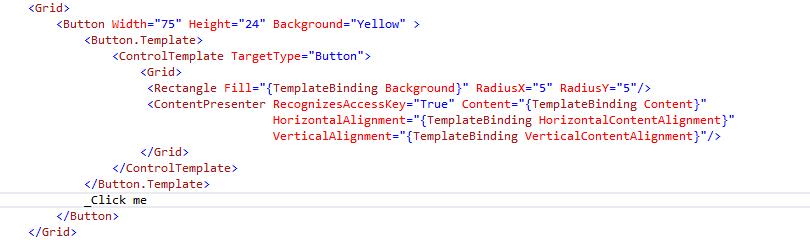 <Grid>
<Button Width="75" Height="24" Background="Yellow" >
<Button.Template>
<ControlTemplate TargetType="Button">
<Grid>
<Rectangle Fill="{TemplateBinding Background}" RadiusX="5" RadiusY="5"/>
<ContentPresenter RecognizesAccessKey="True" Content="{TemplateBinding Content}"
HorizontalAlignment="{TemplateBinding HorizontalContentAlignment}"
VerticalAlignment="{TemplateBinding VerticalContentAlignment}"/>
</Grid>
</ControlTemplate>
</Button.Template>
_Click me
</Button>
</Grid>